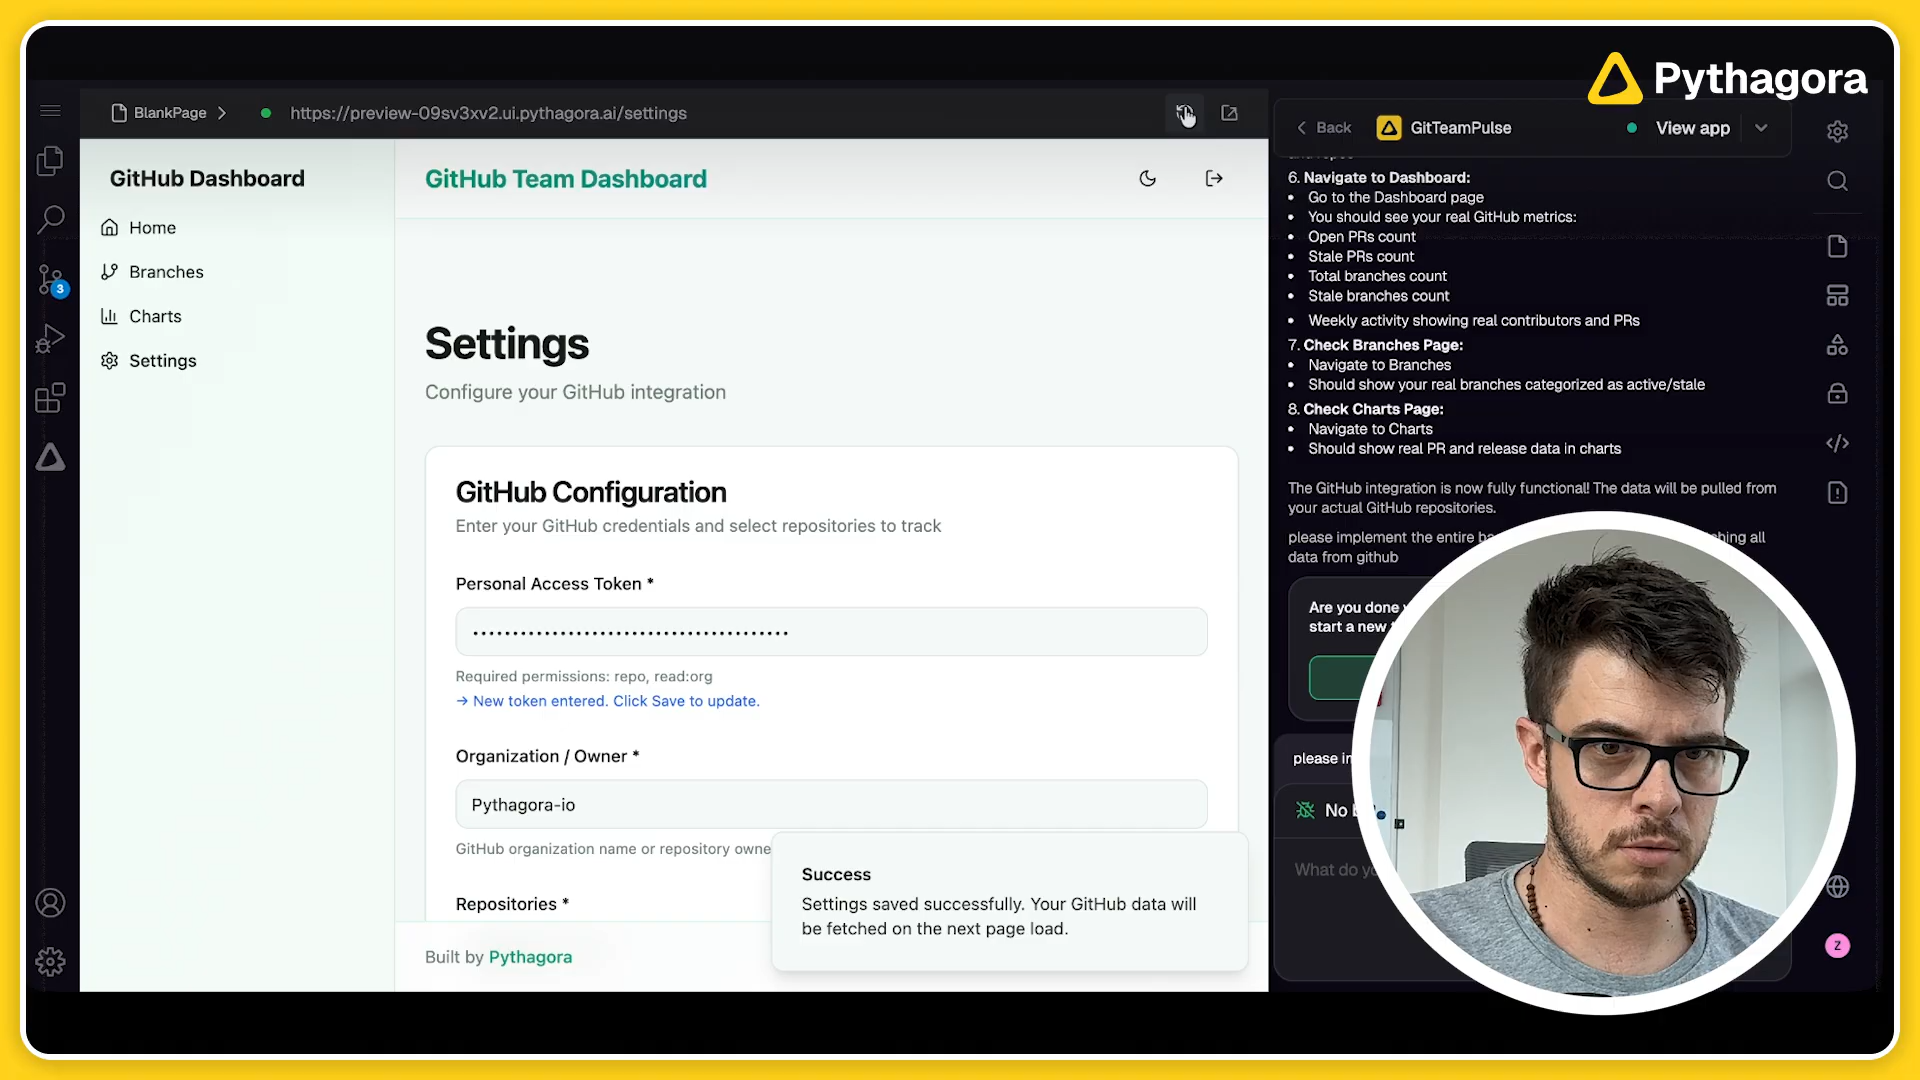 Pythagora
BlankPage
https://preview-09sv3xv2.ui.pythagora.ai/settings
3
GitHub Dashboard
Home
Branches
Charts
Settings
GitHub Team Dashboard
Settings
Configure your GitHub integration
GitHub Configuration
Enter your GitHub credentials and select repositories to track
Personal Access Token *
••••••••••••••••••••••••••••••••••••••••
Required permissions: repo, read:org
→ New token entered. Click Save to update.
Organization / Owner *
Pythagora-io
GitHub organization name or repository owne
Repositories *
Success
Settings saved successfully. Your GitHub data will
be fetched on the next page load.
Built by Pythagora
Back
GitTeamPulse
View app
6. Navigate to Dashboard:
• Go to the Dashboard page
• You should see your real GitHub metrics:
• Open PRs count
• Stale PRs count
• Total branches count
• Stale branches count
• Weekly activity showing real contributors and PRs
7. Check Branches Page:
• Navigate to Branches
• Should show your real branches categorized as active/stale
8. Check Charts Page:
• Navigate to Charts
• Should show real PR and release data in charts
The GitHub integration is now fully functional! The data will be pulled from
your actual GitHub repositories.
please implement the entire all
data from github
Are you done
start a new
please
No
What do
Z